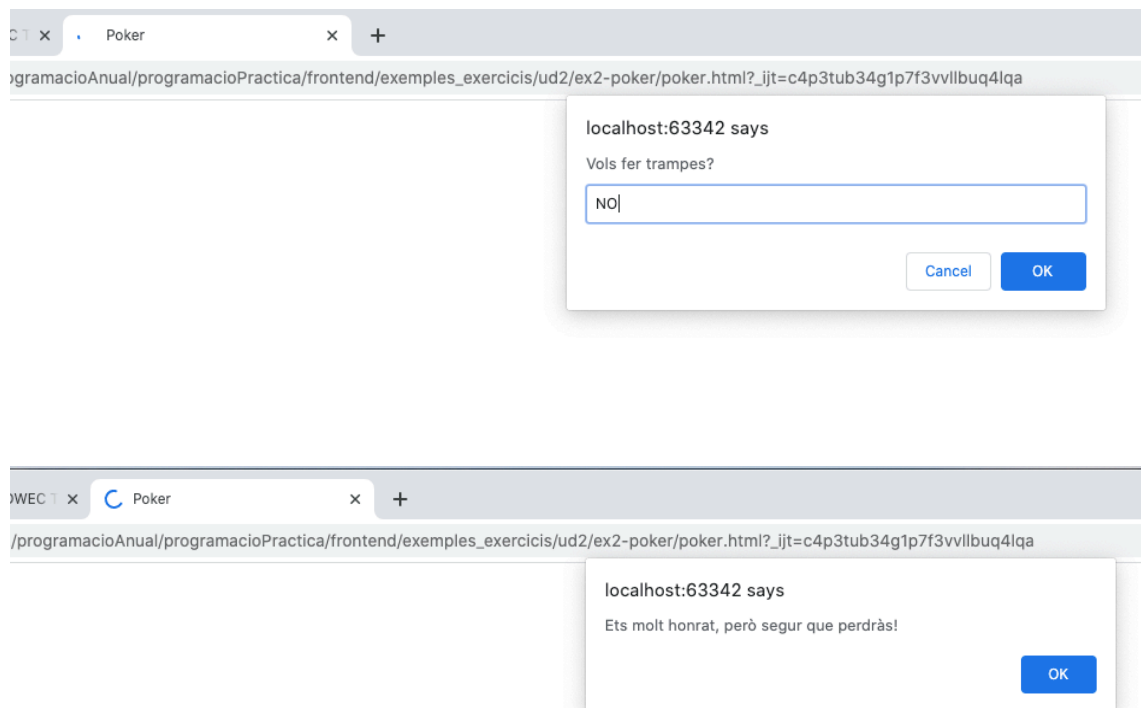 Poker
ogramacioAnual/programacioPractica/frontend/exemples_exercicis/ud2/ex2-poker/poker.html?_ijt=c4p3tub34g1p7f3vvllbuq4lqa
localhost:63342 says
Vols fer trampes?
NO
Cancel OK
OWEC T Poker
/programacioAnual/programacioPractica/frontend/exemples_exercicis/ud2/ex2-poker/poker.html?_ijt=c4p3tub34g1p7f3vvllbuq4lqa
localhost:63342 says
Ets molt honrat, però segur que perdràs!
OK